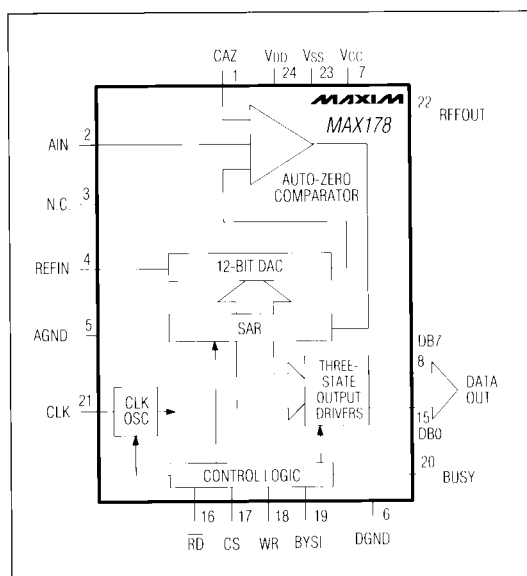 CAZ VDD VSS VCC
1 24 23 7
MAXIM
MAX178
22 RFFOUT
AIN 2
AUTO-ZERO
COMPARATOR
N.C. 3
REFIN 4
12-BIT DAC
AGND 5
SAR
DB7
8
THREE-
STATE
OUTPUT
DRIVERS
DATA
OUT
CLK 21
CLK
OSC
15
DB0
20
BUSY
CONTROL LOGIC
16 17 18 19 6
RD CS WR BYSI DGND